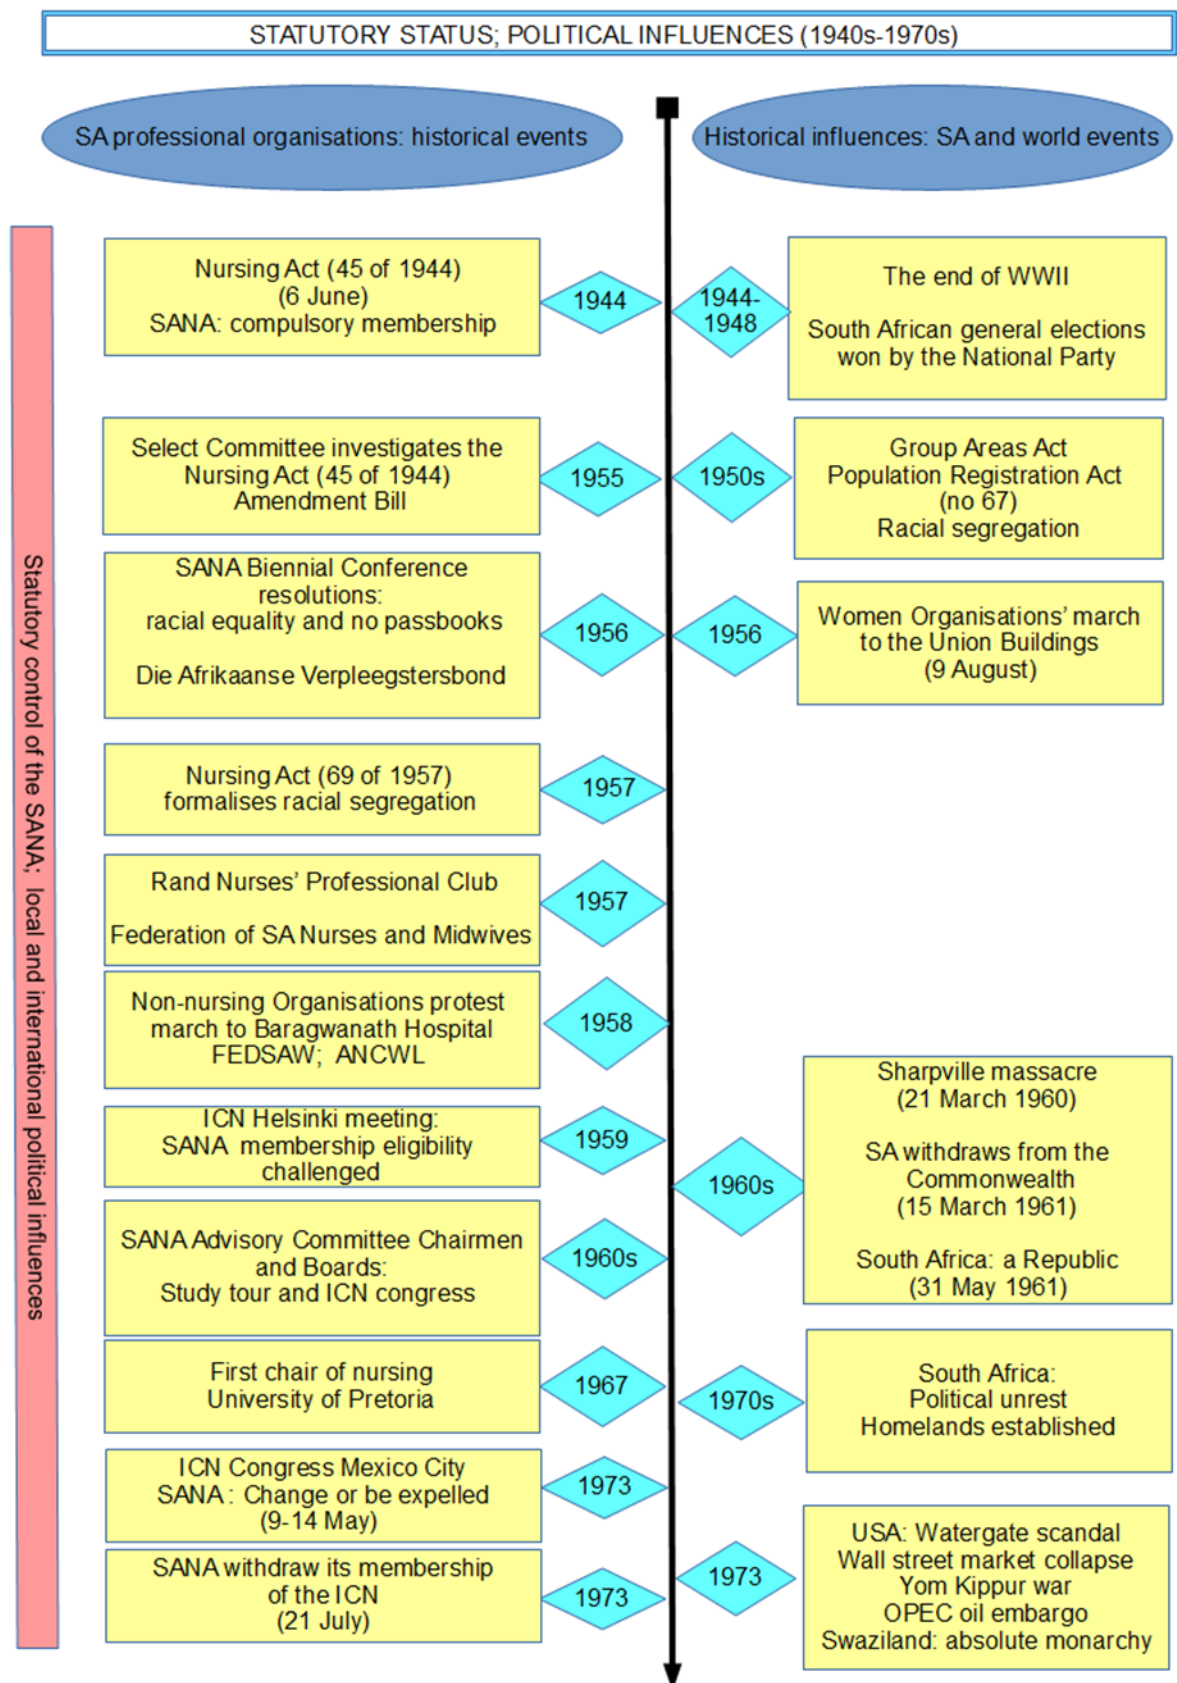 STATUTORY STATUS; POLITICAL INFLUENCES (1940s-1970s)
SA professional organisations: historical events
Historical influences: SA and world events
Statutory control of the SANA; local and international political influences
Nursing Act (45 of 1944)
(6 June)
SANA: compulsory membership
1944
1944-
1948
The end of WWII
South African general elections
won by the National Party
Select Committee investigates the
Nursing Act (45 of 1944)
Amendment Bill
1955
1950s
Group Areas Act
Population Registration Act
(no 67)
Racial segregation
SANA Biennial Conference
resolutions:
racial equality and no passbooks
Die Afrikaanse Verpleegstersbond
1956
1956
Women Organisations' march
to the Union Buildings
(9 August)
Nursing Act (69 of 1957)
formalises racial segregation
1957
Rand Nurses' Professional Club
Federation of SA Nurses and Midwives
1957
Non-nursing Organisations protest
march to Baragwanath Hospital
FEDSAW; ANCWL
1958
ICN Helsinki meeting:
SANA membership eligibility
challenged
1959
1960s
Sharpville massacre
(21 March 1960)
SA withdraws from the
Commonwealth
(15 March 1961)
South Africa: a Republic
(31 May 1961)
SANA Advisory Committee Chairmen
and Boards:
Study tour and ICN congress
1960s
First chair of nursing
University of Pretoria
1967
1970s
South Africa:
Political unrest
Homelands established
ICN Congress Mexico City
SANA : Change or be expelled
(9-14 May)
1973
SANA withdraw its membership
of the ICN
(21 July)
1973
1973
USA: Watergate scandal
Wall street market collapse
Yom Kippur war
OPEC oil embargo
Swaziland: absolute monarchy